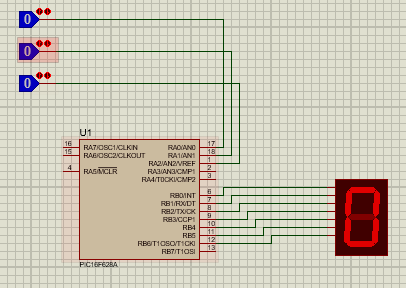 0
0
0
U1
16 RA7/OSC1/CLKIN RA0/AN0 17
15 RA6/OSC2/CLKOUT RA1/AN1 18
RA2/AN2/VREF 1
4 RA5/MCLR RA3/AN3/CMP1 2
RA4/T0CKI/CMP2 3
RB0/INT 6
RB1/RX/DT 7
RB2/TX/CK 8
RB3/CCP1 9
RB4 10
RB5 11
RB6/T1OSO/T1CKI 12
RB7/T1OSI 13
PIC16F628A
8